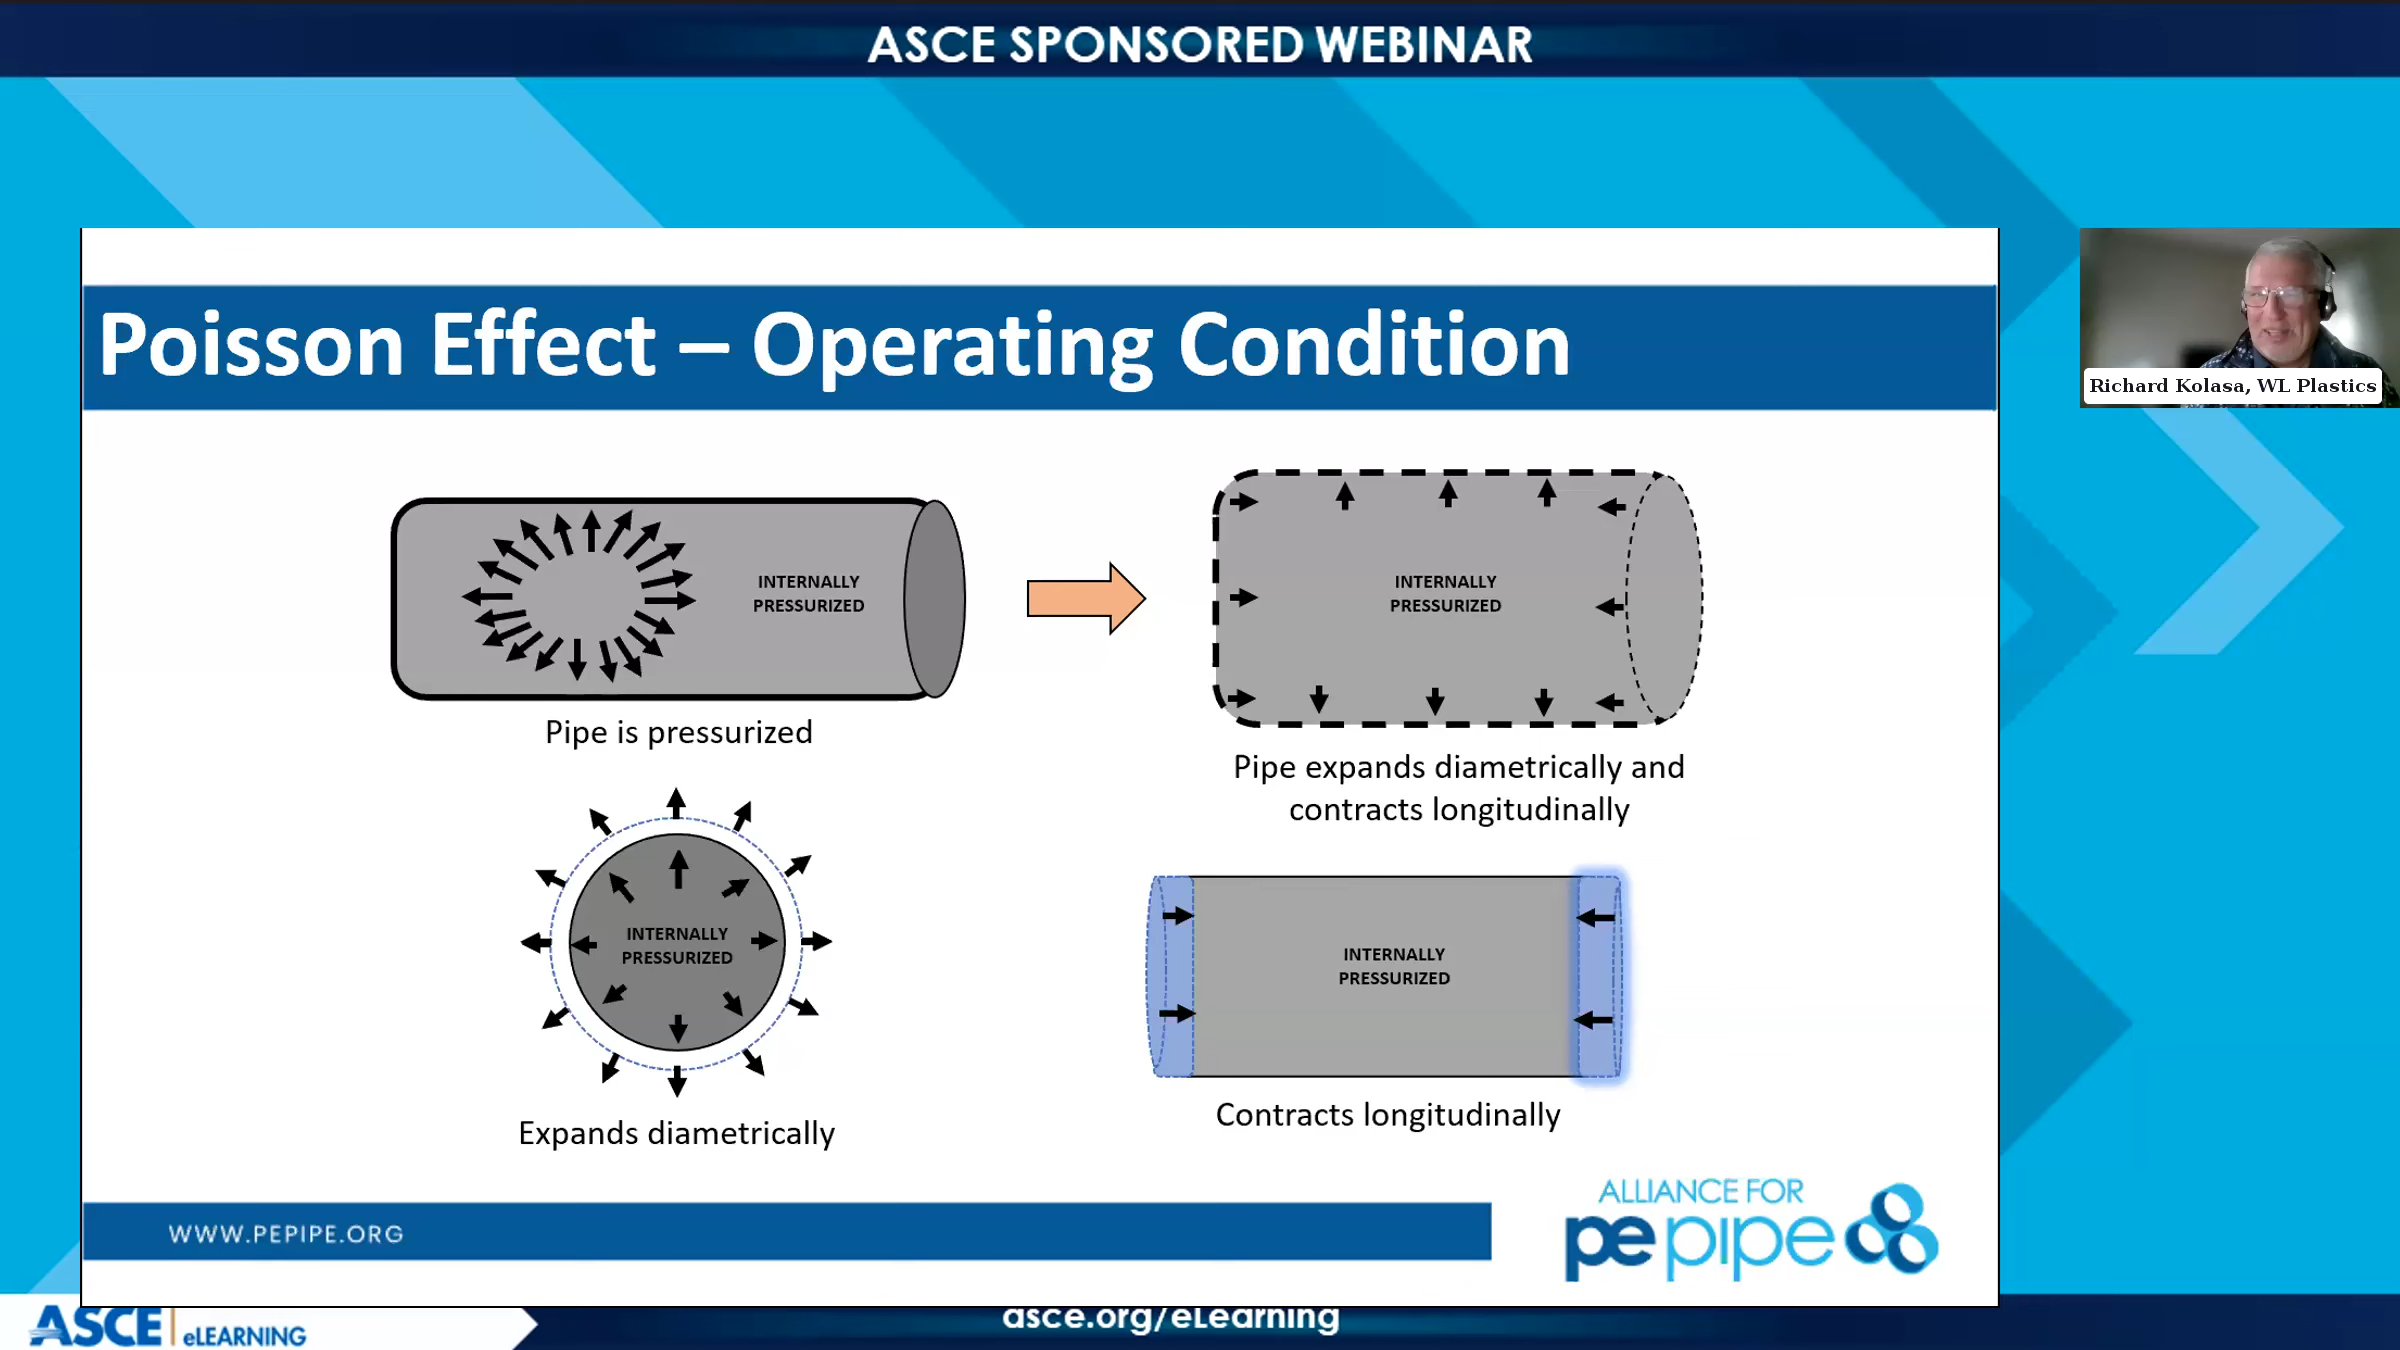 ASCE SPONSORED WEBINAR
Poisson Effect – Operating Condition
Richard Kolasa, WL Plastics
INTERNALLY
PRESSURIZED
Pipe is pressurized
INTERNALLY
PRESSURIZED
Pipe expands diametrically and
contracts longitudinally
INTERNALLY
PRESSURIZED
Expands diametrically
INTERNALLY
PRESSURIZED
Contracts longitudinally
WWW.PEPIPE.ORG
ALLIANCE FOR
pepipe
ASCE eLEARNING
asce.org/eLearning